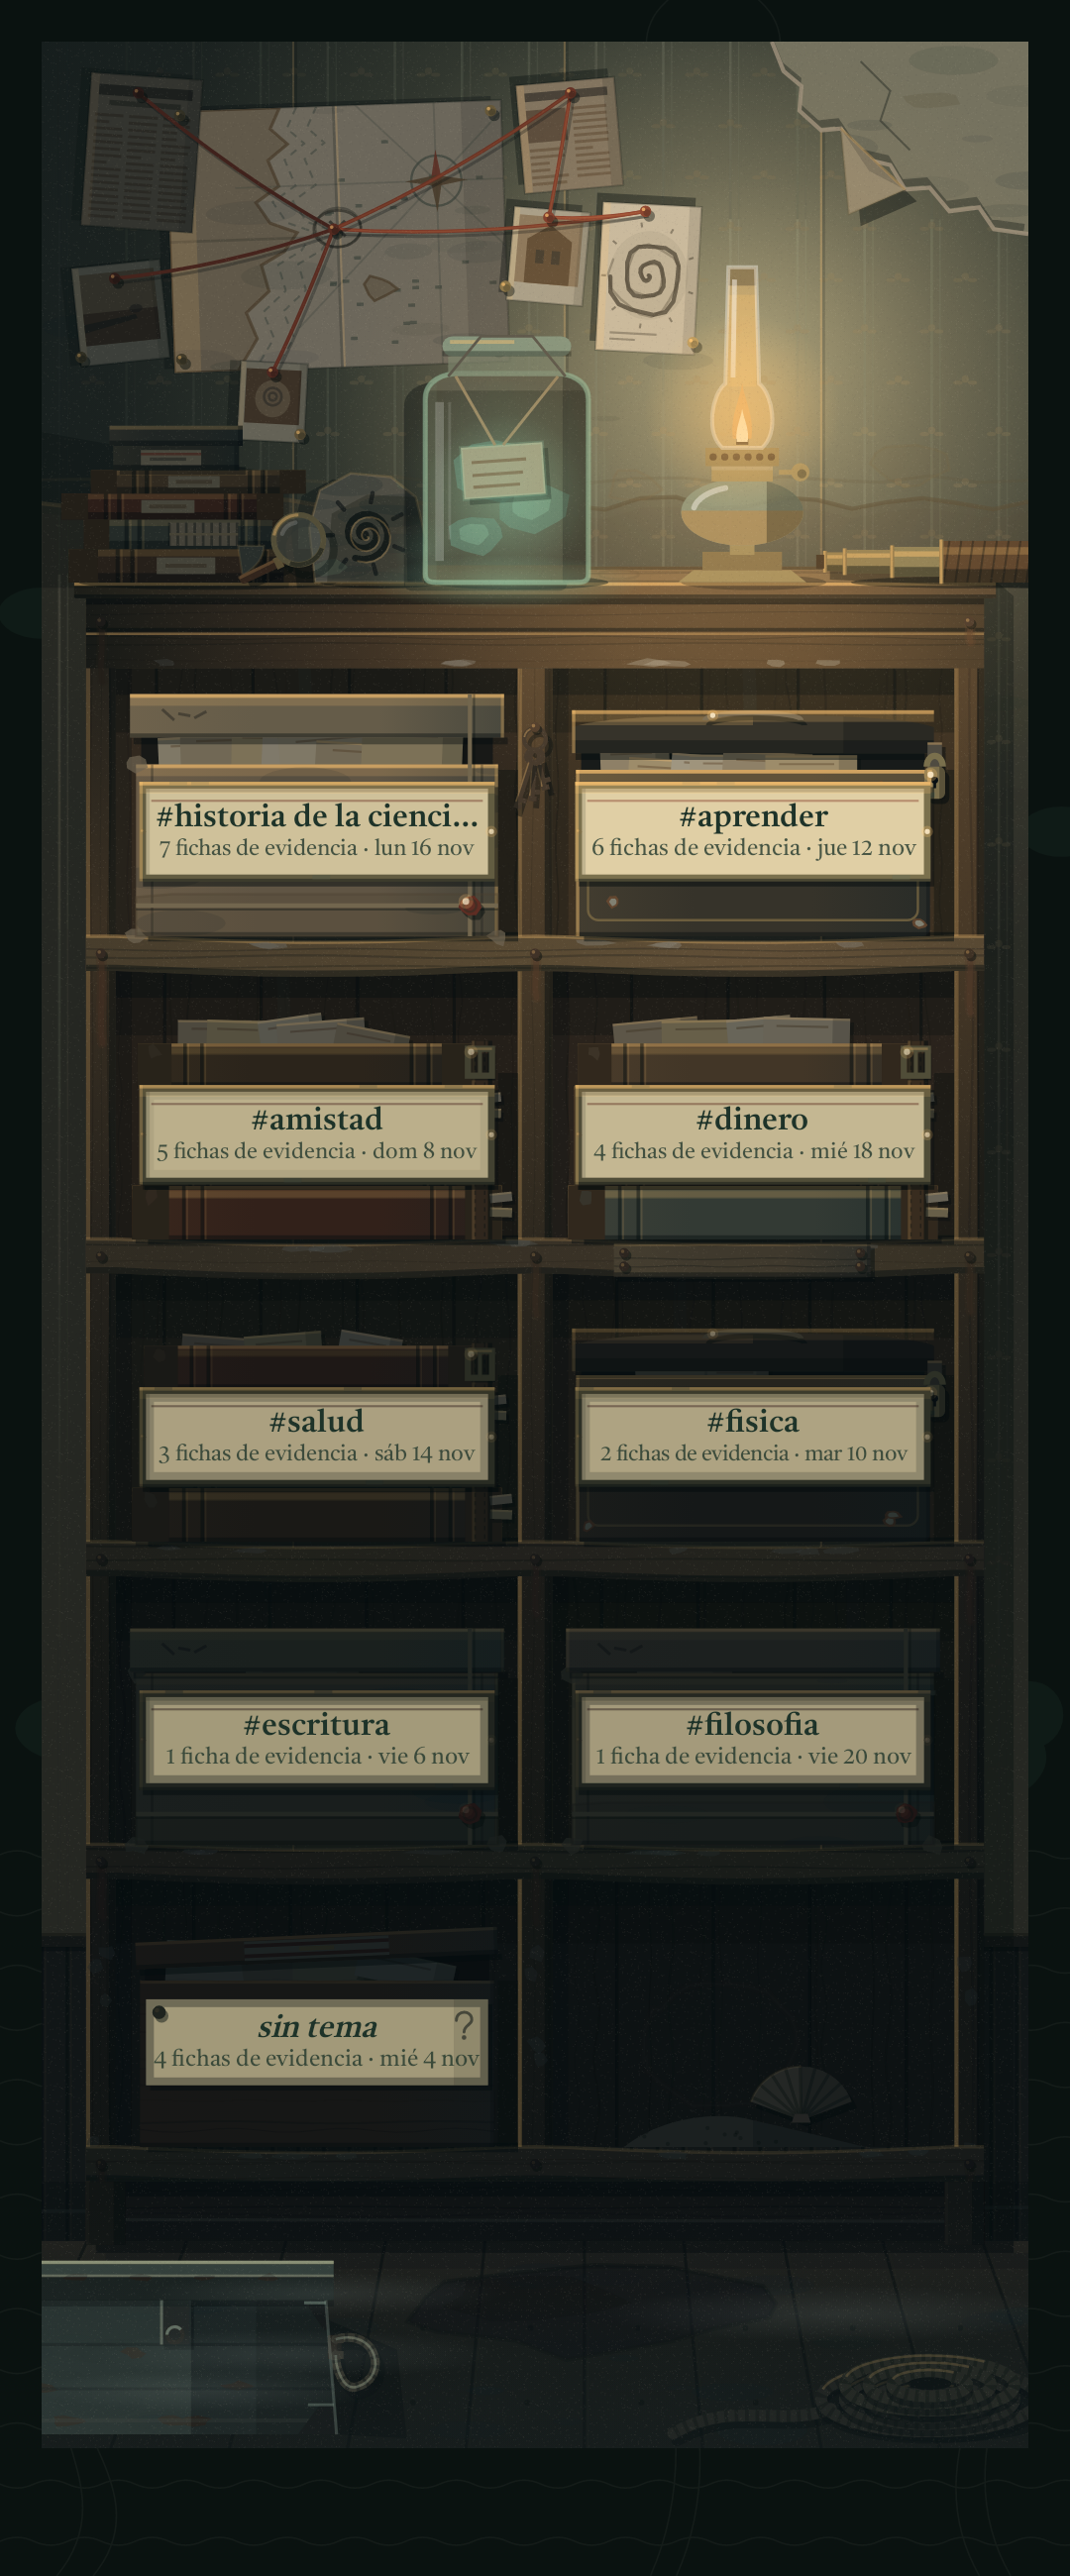 #historia de la cienci...
7 fichas de evidencia · lun 16 nov
#aprender
6 fichas de evidencia · jue 12 nov
#amistad
5 fichas de evidencia · dom 8 nov
#dinero
4 fichas de evidencia · mié 18 nov
#salud
3 fichas de evidencia · sáb 14 nov
#fisica
2 fichas de evidencia · mar 10 nov
#escritura
1 ficha de evidencia · vie 6 nov
#filosofia
1 ficha de evidencia · vie 20 nov
sin tema ?
4 fichas de evidencia · mié 4 nov